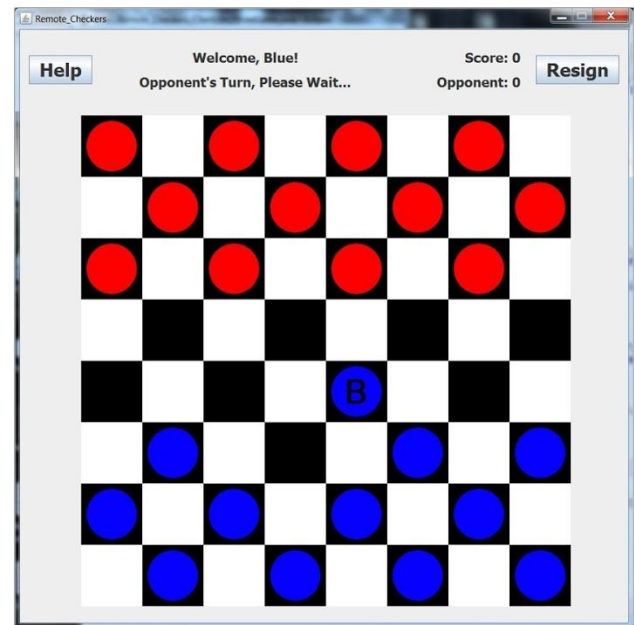 Remote_Checkers
Help
Welcome, Blue!
Opponent's Turn, Please Wait...
Score: 0
Opponent: 0
Resign
B